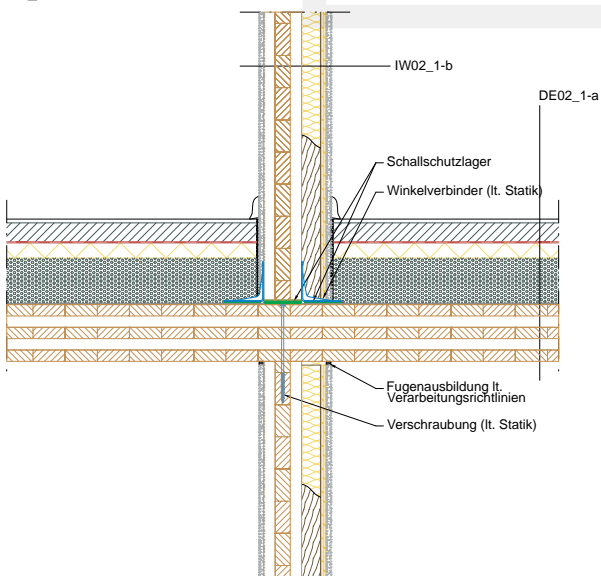 IW02_1-b
DE02_1-a
Schallschutzlager
Winkelverbinder (lt. Statik)
Fugenausbildung lt.
Verarbeitungsrichtlinien
Verschraubung (lt. Statik)